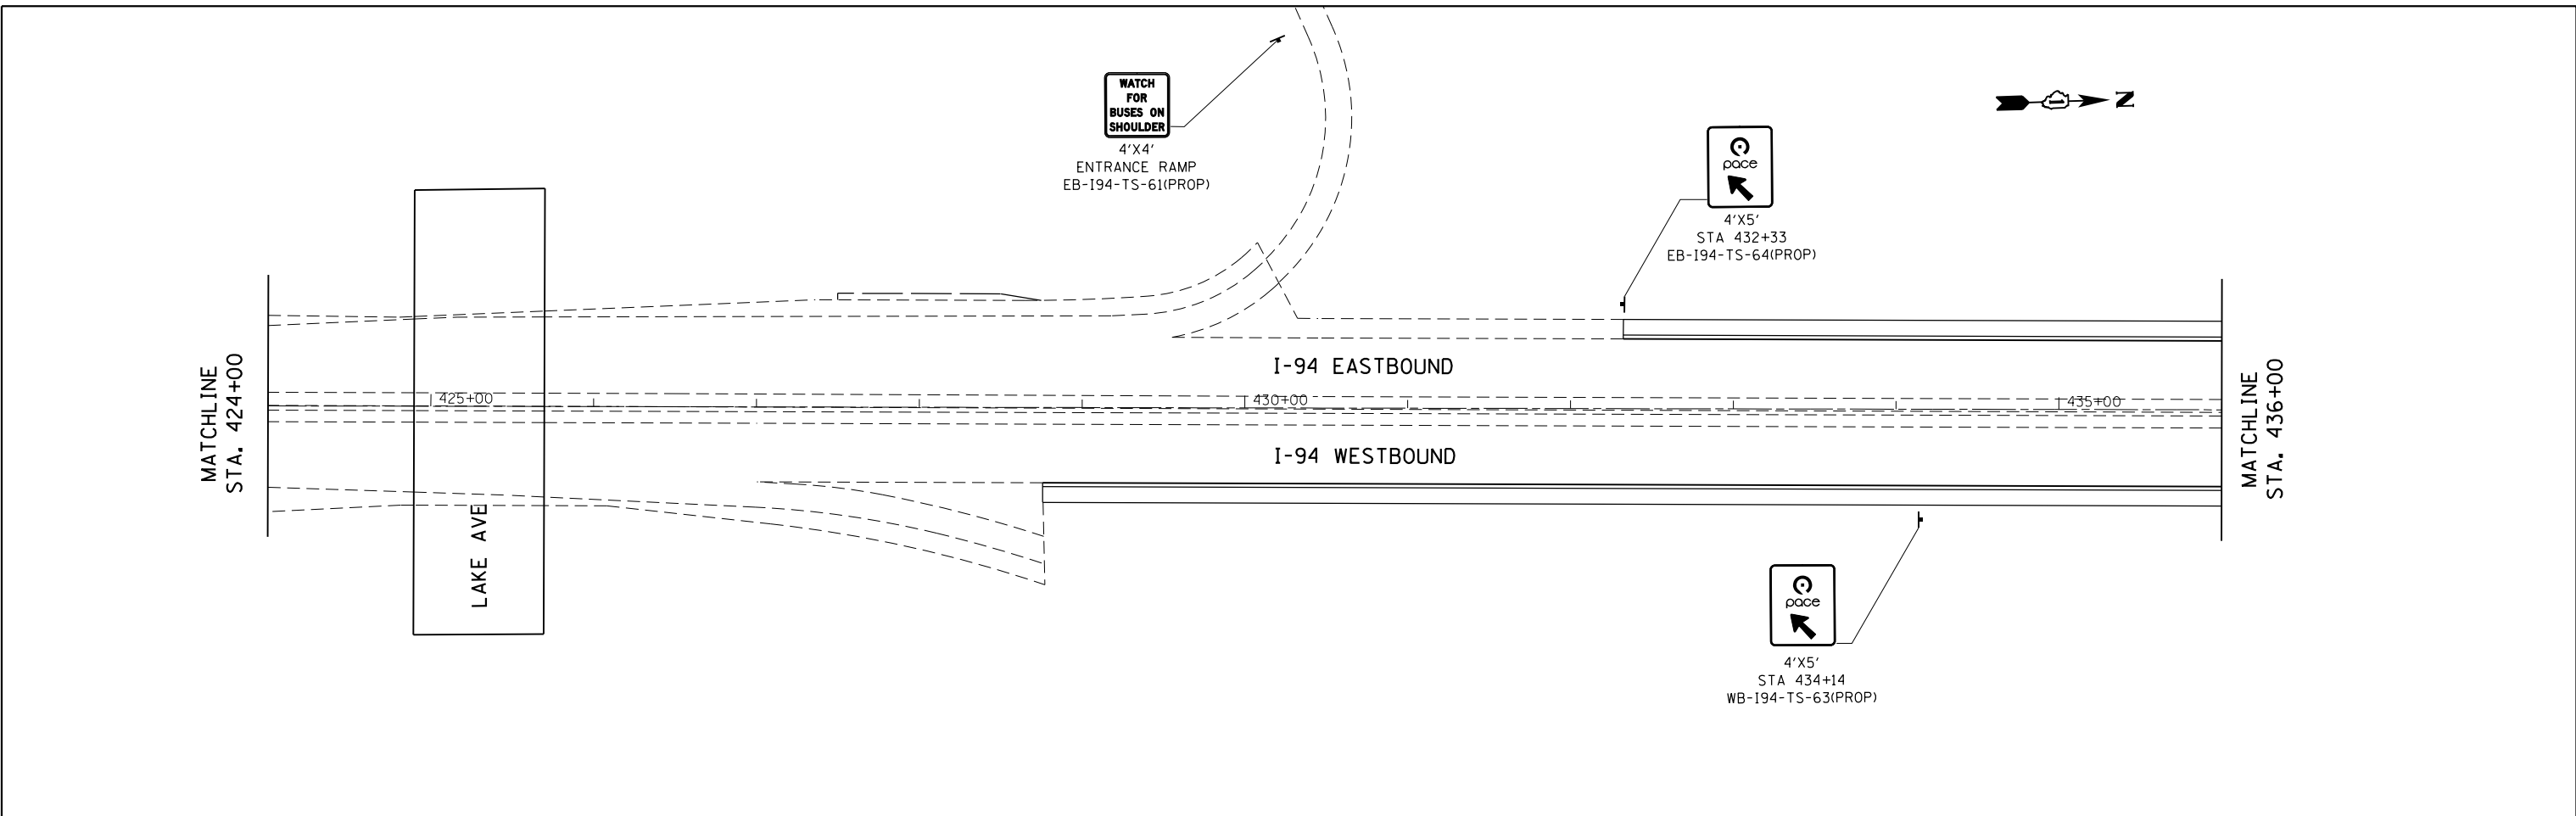 WATCH
FOR
BUSES ON
SHOULDER
4'X4'
ENTRANCE RAMP
EB-I94-TS-61(PROP)
N
pace
4'X5'
STA 432+33
EB-I94-TS-64(PROP)
MATCHLINE
STA. 424+00
I-94 EASTBOUND
425+00
430+00
435+00
I-94 WESTBOUND
MATCHLINE
STA. 436+00
LAKE AVE
pace
4'X5'
STA 434+14
WB-I94-TS-63(PROP)